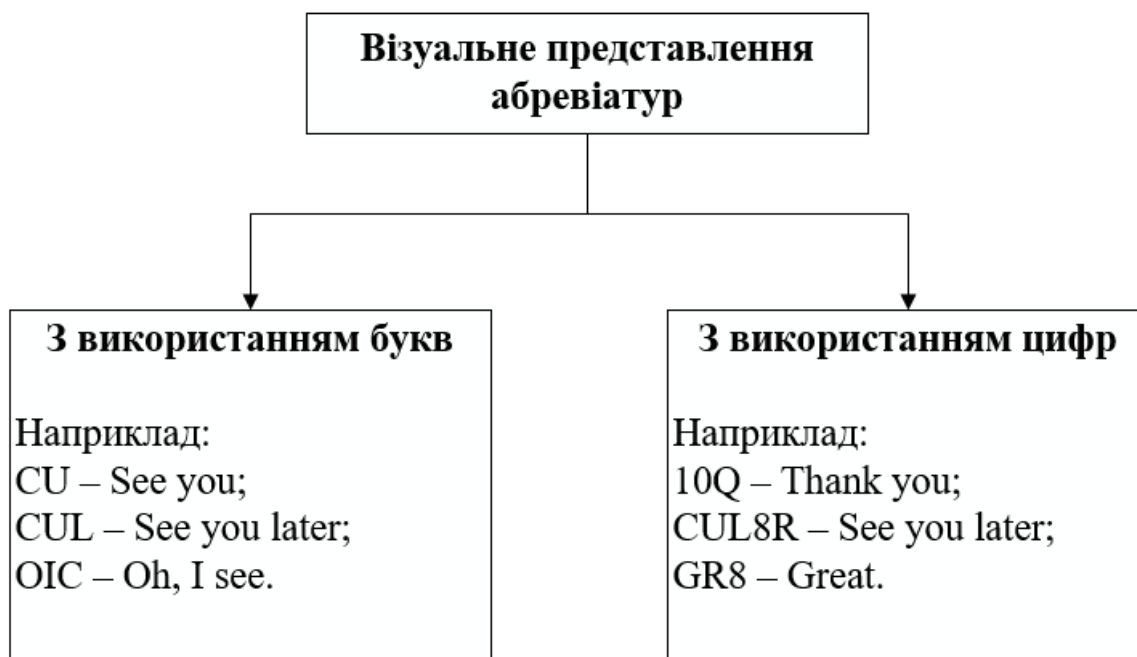 Візуальне представлення
абревіатур
З використанням букв
Наприклад:
CU – See you;
CUL – See you later;
OIC – Oh, I see.
З використанням цифр
Наприклад:
10Q – Thank you;
CUL8R – See you later;
GR8 – Great.